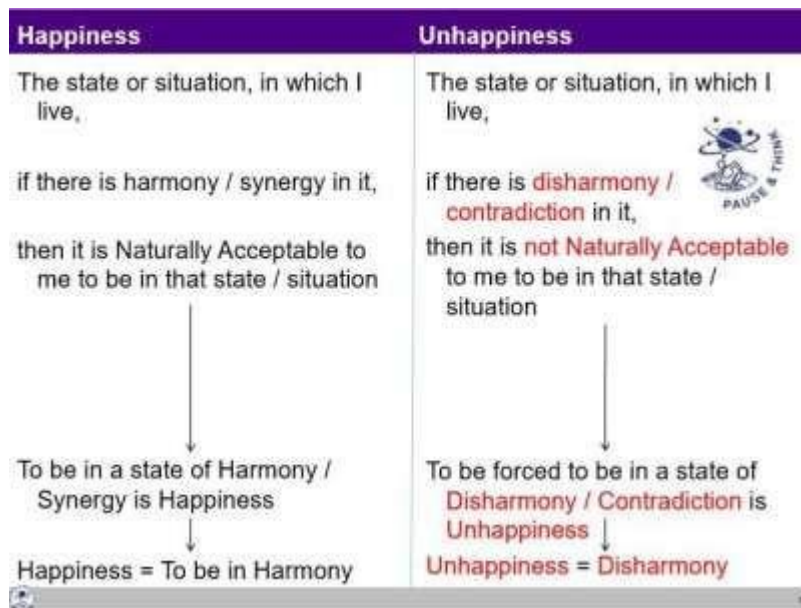 Happiness
The state or situation, in which I
live,
if there is harmony / synergy in it,
then it is Naturally Acceptable to
me to be in that state / situation
To be in a state of Harmony /
Synergy is Happiness
Happiness = To be in Harmony
Unhappiness
The state or situation, in which I
live,
if there is disharmony /
contradiction in it,
then it is not Naturally Acceptable
to me to be in that state /
situation
To be forced to be in a state of
Disharmony / Contradiction is
Unhappiness
Unhappiness = Disharmony
PAUSE & THINK